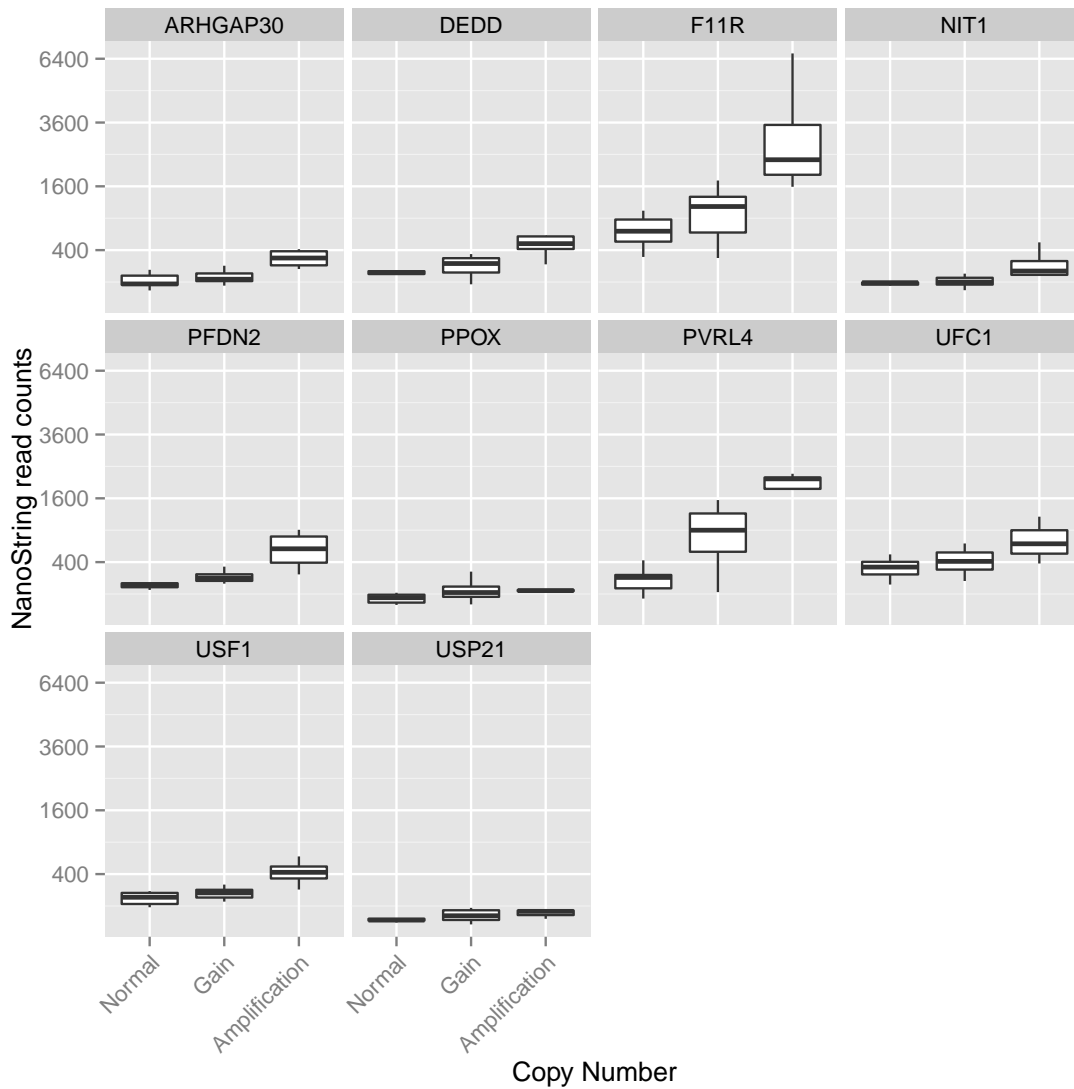 ARHGAP30 DEDD F11R NIT1
6400
3600
1600
400
PFDN2 PPOX PVRL4 UFC1
6400
3600
1600
400
USF1 USP21
6400
3600
1600
400
NanoString read counts
Normal Gain Amplification Normal Gain Amplification
Copy Number